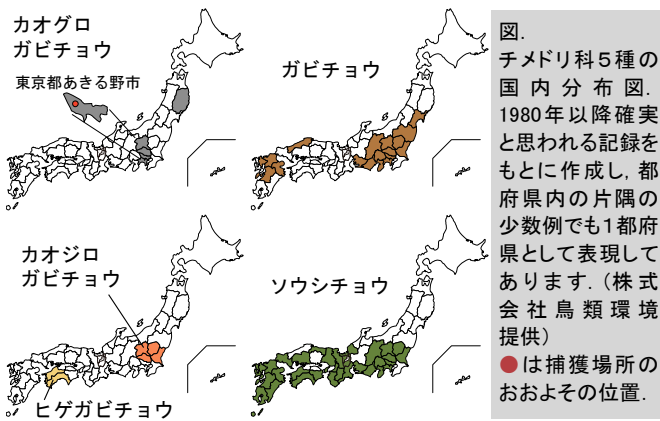 カオグロ
ガビチョウ
東京都あきる野市
ガビチョウ
カオジロ
ガビチョウ
ヒゲガビチョウ
ソウシチョウ
図.
チメドリ科5種の
国内分布図.
1980年以降確実
と思われる記録を
もとに作成し,都
府県内の片隅の
少数例でも1都府
県として表現して
あります.(株式
会社鳥類環境
提供)
●は捕獲場所の
おおよその位置.